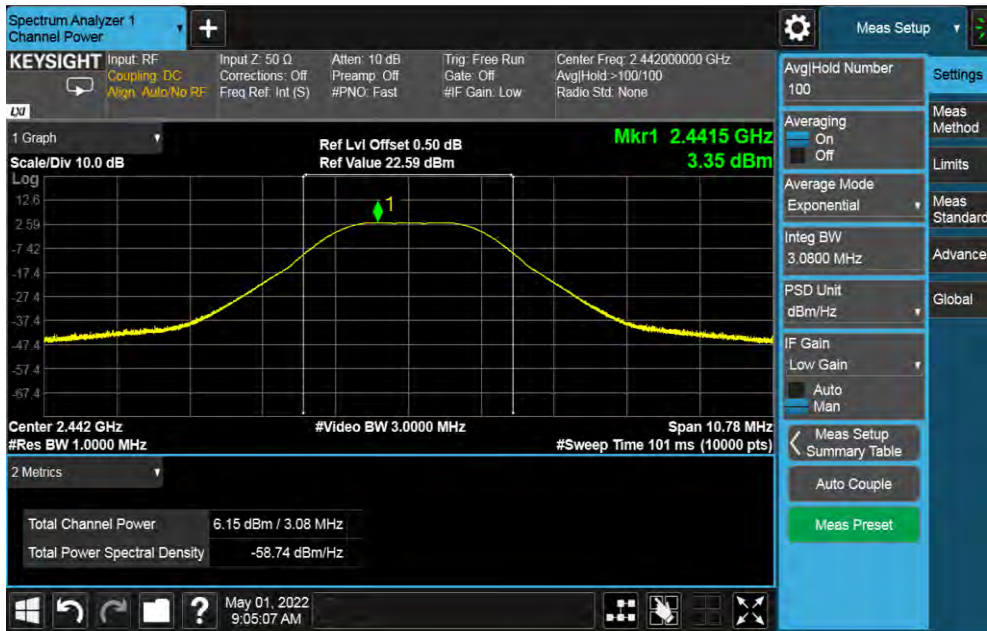 Spectrum Analyzer 1
Channel Power
Meas Setup
KEYSIGHT
LXI
Input: RF
Coupling: DC
Align: Auto/No RF
Input Z: 50 Ω
Corrections: Off
Freq Ref: Int (S)
Atten: 10 dB
Preamp: Off
#PNO: Fast
Trig: Free Run
Gate: Off
#IF Gain: Low
Center Freq: 2.442000000 GHz
Avg|Hold:>100/100
Radio Std: None
1 Graph
Scale/Div 10.0 dB
Ref Lvl Offset 0.50 dB
Ref Value 22.59 dBm
Mkr1 2.4415 GHz
3.35 dBm
Log
12.6
2.59
-7.42
-17.4
-27.4
-37.4
-47.4
-57.4
-67.4
1
Center 2.442 GHz
#Res BW 1.0000 MHz
#Video BW 3.0000 MHz
Span 10.78 MHz
#Sweep Time 101 ms (10000 pts)
2 Metrics
Total Channel Power 6.15 dBm / 3.08 MHz
Total Power Spectral Density -58.74 dBm/Hz
Avg|Hold Number
100
Averaging
On
Off
Average Mode
Exponential
Integ BW
3.0800 MHz
PSD Unit
dBm/Hz
IF Gain
Low Gain
Auto
Man
Meas Setup
Summary Table
Auto Couple
Meas Preset
Settings
Meas
Method
Limits
Meas
Standard
Advance
Global
?
May 01, 2022
9:05:07 AM